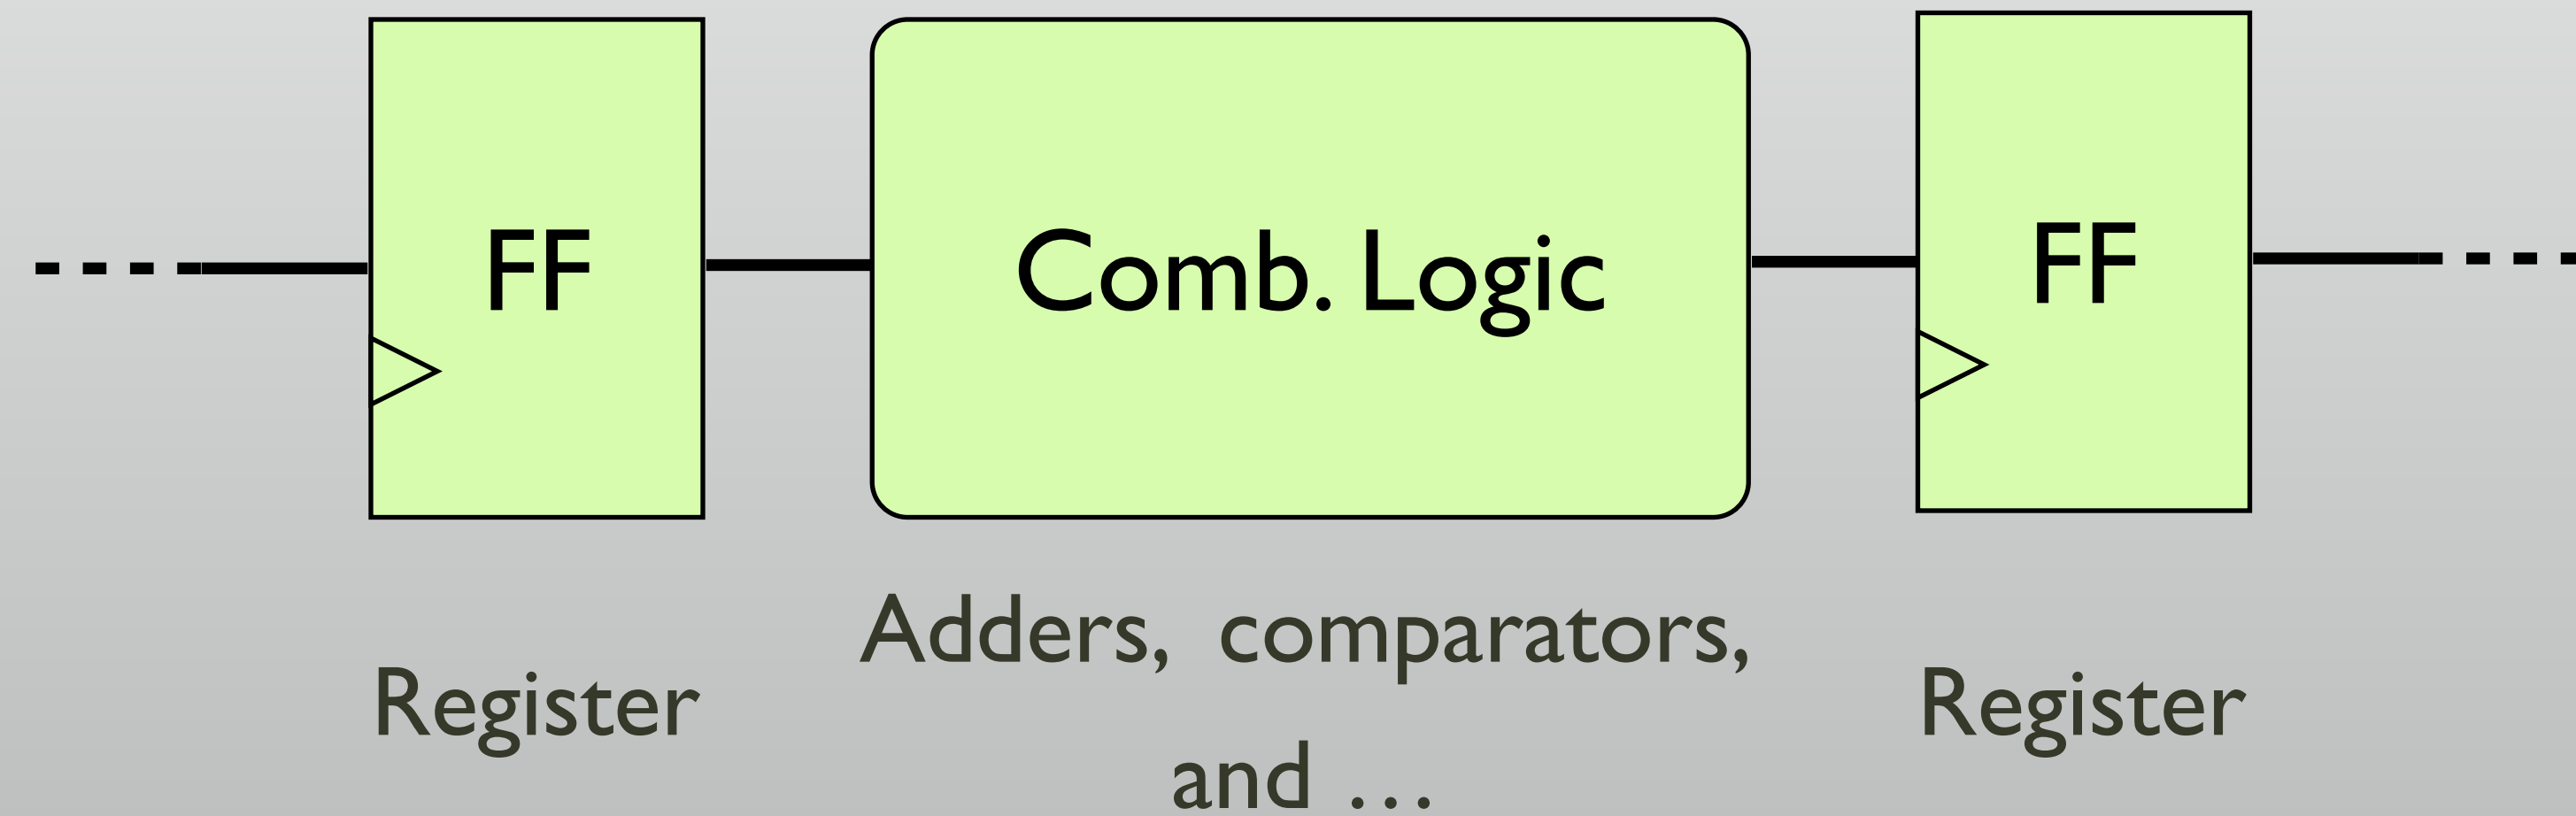 FF
Comb. Logic
FF
Register
Adders, comparators,
and …
Register